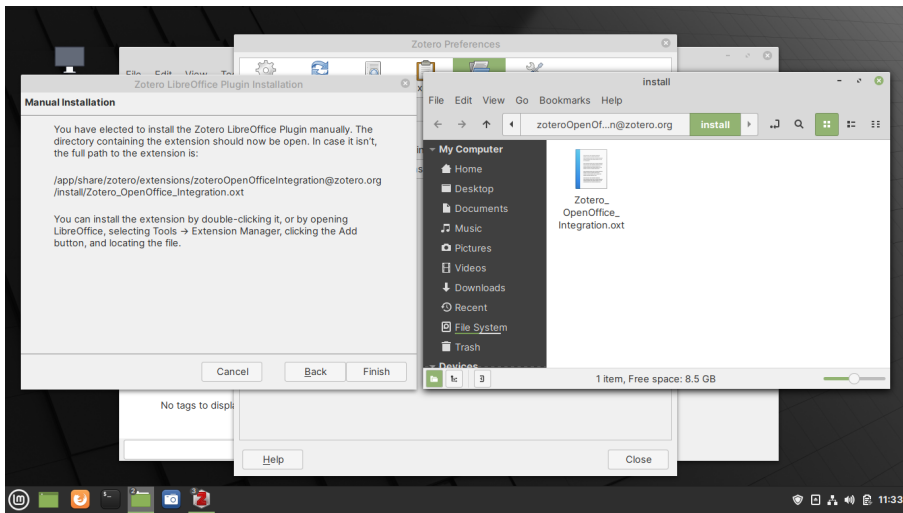 Zotero Preferences
File Edit View
Zotero LibreOffice Plugin Installation
Manual Installation
You have elected to install the Zotero LibreOffice Plugin manually. The
directory containing the extension should now be open. In case it isn't,
the full path to the extension is:
/app/share/zotero/extensions/zoteroOpenOfficeIntegration@zotero.org
/install/Zotero_OpenOffice_Integration.oxt
You can install the extension by double-clicking it, or by opening
LibreOffice, selecting Tools → Extension Manager, clicking the Add
button, and locating the file.
Cancel
Back
Finish
install
File Edit View Go Bookmarks Help
zoteroOpenOf...n@zotero.org
install
My Computer
Home
Desktop
Documents
Music
Pictures
Videos
Downloads
Recent
File System
Trash
Devices
Zotero_
OpenOffice_
Integration.oxt
1 item, Free space: 8.5 GB
No tags to displa
Help
Close
2
3
11:33